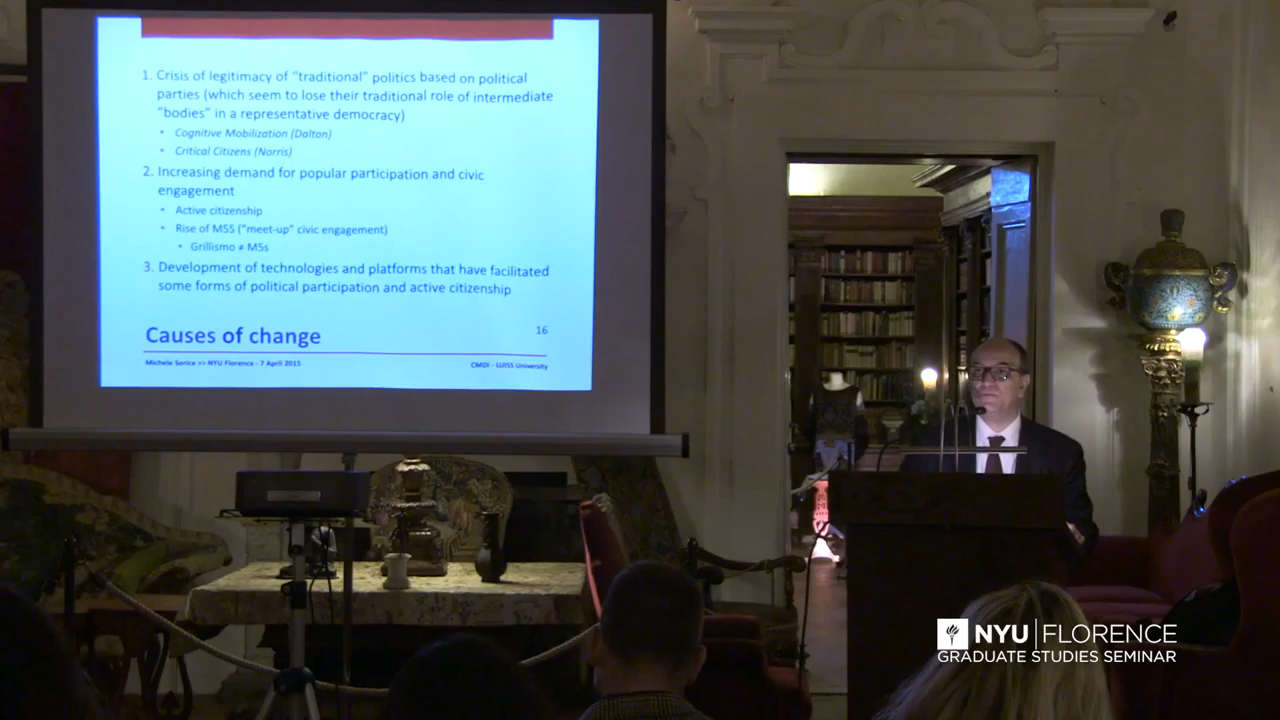 1. Crisis of legitimacy of "traditional" politics based on political
parties (which seem to lose their traditional role of intermediate
"bodies" in a representative democracy)
• Cognitive Mobilization (Dalton)
• Critical Citizens (Norris)
2. Increasing demand for popular participation and civic
engagement
• Active citizenship
• Rise of M5S ("meet-up" civic engagement)
• Grillismo ≠ M5s
3. Development of technologies and platforms that have facilitated
some forms of political participation and active citizenship
Causes of change
16
Michele Sorice >> NYU Florence - 7 April 2015
CMDI - LUISS University
NYU FLORENCE
GRADUATE STUDIES SEMINAR